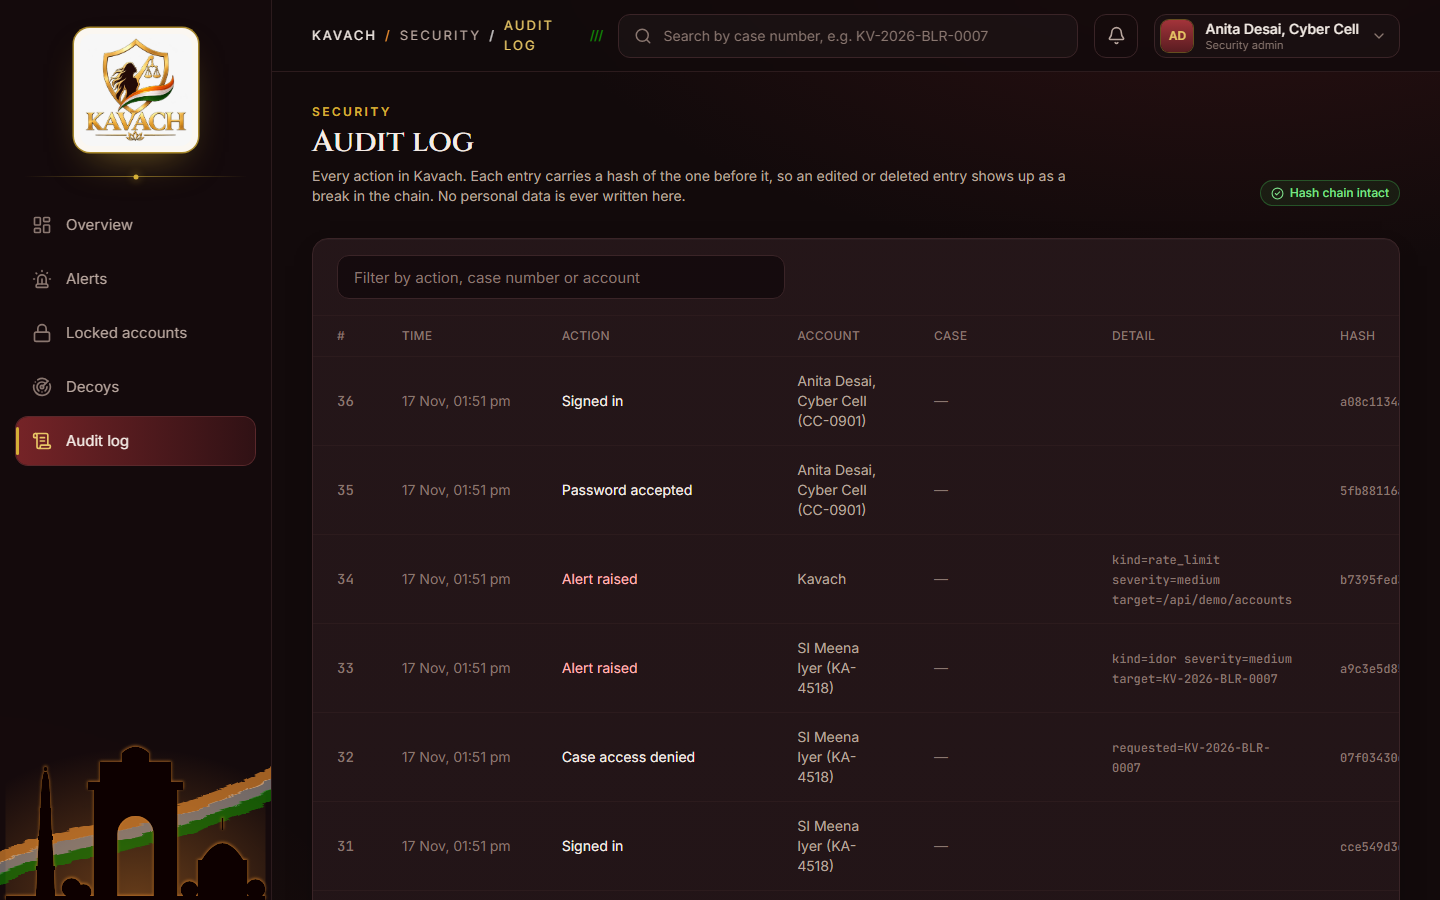 KAVACH
Overview
Alerts
Locked accounts
Decoys
Audit log
KAVACH / SECURITY / AUDIT LOG ///
Search by case number, e.g. KV-2026-BLR-0007
AD
Anita Desai, Cyber Cell
Security admin
SECURITY
AUDIT LOG
Every action in Kavach. Each entry carries a hash of the one before it, so an edited or deleted entry shows up as a
break in the chain. No personal data is ever written here.
Hash chain intact
Filter by action, case number or account
# TIME ACTION ACCOUNT CASE DETAIL HASH
36 17 Nov, 01:51 pm Signed in Anita Desai, Cyber Cell (CC-0901) — a08c1134
35 17 Nov, 01:51 pm Password accepted Anita Desai, Cyber Cell (CC-0901) — 5fb88116
34 17 Nov, 01:51 pm Alert raised Kavach — kind=rate_limit severity=medium target=/api/demo/accounts b7395fed
33 17 Nov, 01:51 pm Alert raised SI Meena Iyer (KA-4518) — kind=idor severity=medium target=KV-2026-BLR-0007 a9c3e5d8
32 17 Nov, 01:51 pm Case access denied SI Meena Iyer (KA-4518) — requested=KV-2026-BLR-0007 07f03430
31 17 Nov, 01:51 pm Signed in SI Meena Iyer (KA-4518) — cce549d3